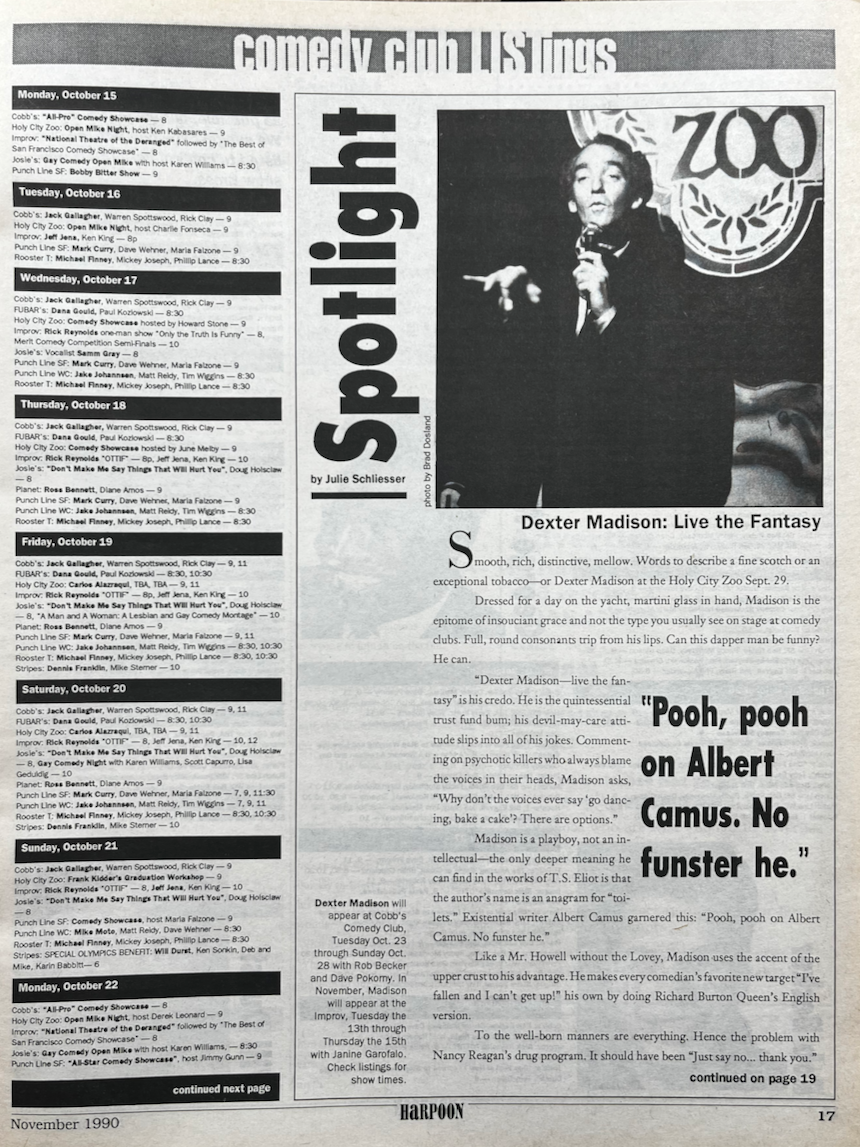 comedy club LISTings
Monday, October 15
Cobb's: "All-Pro" Comedy Showcase — 8
Holy City Zoo: Open Mike Night, host Ken Kabasares — 9
Improv: "National Theatre of the Deranged" followed by "The Best of
San Francisco Comedy Showcase" — 8
Josie's: Gay Comedy Open Mike with host Karen Williams — 8:30
Punch Line SF: Bobby Bitter Show — 9
Tuesday, October 16
Cobb's: Jack Gallagher, Warren Spottswood, Rick Clay — 9
Holy City Zoo: Open Mike Night, host Charlie Fonseca — 9
Improv: Jeff Jena, Ken King — 8p
Punch Line SF: Mark Curry, Dave Wehner, Maria Falzone — 9
Rooster T: Michael Finney, Mickey Joseph, Phillip Lance — 8:30
Wednesday, October 17
Cobb's: Jack Gallagher, Warren Spottswood, Rick Clay — 9
FUBAR's: Dana Gould, Paul Kozlowski — 8:30
Holy City Zoo: Comedy Showcase hosted by Howard Stone — 9
Improv: Rick Reynolds one-man show "Only the Truth Is Funny" — 8,
Merit Comedy Competition Semi-Finals — 10
Josie's: Vocalist Samm Gray — 8
Punch Line SF: Mark Curry, Dave Wehner, Maria Falzone — 9
Punch Line WC: Jake Johannsen, Matt Reidy, Tim Wiggins — 8:30
Rooster T: Michael Finney, Mickey Joseph, Phillip Lance — 8:30
Thursday, October 18
Cobb's: Jack Gallagher, Warren Spottswood, Rick Clay — 9
FUBAR's: Dana Gould, Paul Kozlowski — 8:30
Holy City Zoo: Comedy Showcase hosted by June Melby — 9
Improv: Rick Reynolds "OTTIF" — 8p, Jeff Jena, Ken King — 10
Josie's: "Don't Make Me Say Things That Will Hurt You", Doug Holsclaw
— 8
Planet: Ross Bennett, Diane Amos — 9
Punch Line SF: Mark Curry, Dave Wehner, Maria Falzone — 9
Punch Line WC: Jake Johannsen, Matt Reidy, Tim Wiggins — 8:30
Rooster T: Michael Finney, Mickey Joseph, Phillip Lance — 8:30
Friday, October 19
Cobb's: Jack Gallagher, Warren Spottswood, Rick Clay — 9, 11
FUBAR's: Dana Gould, Paul Kozlowski — 8:30, 10:30
Holy City Zoo: Carlos Alazraqui, TBA, TBA — 9, 11
Improv: Rick Reynolds "OTTIF" — 8p, Jeff Jena, Ken King — 10
Josie's: "Don't Make Me Say Things That Will Hurt You", Doug Holsclaw
— 8, "A Man and A Woman: A Lesbian and Gay Comedy Montage" — 10
Planet: Ross Bennett, Diane Amos — 9
Punch Line SF: Mark Curry, Dave Wehner, Maria Falzone — 9, 11
Punch Line WC: Jake Johannsen, Matt Reidy, Tim Wiggins — 8:30, 10:30
Rooster T: Michael Finney, Mickey Joseph, Phillip Lance — 8:30, 10:30
Stripes: Dennis Franklin, Mike Sterner — 10
Saturday, October 20
Cobb's: Jack Gallagher, Warren Spottswood, Rick Clay — 9, 11
FUBAR's: Dana Gould, Paul Kozlowski — 8:30, 10:30
Holy City Zoo: Carlos Alazraqui, TBA, TBA — 9, 11
Improv: Rick Reynolds "OTTIF" — 8, Jeff Jena, Ken King — 10, 12
Josie's: "Don't Make Me Say Things That Will Hurt You", Doug Holsclaw
— 8, Gay Comedy Night with Karen Williams, Scott Capurro, Lisa
Geduldig — 10
Planet: Ross Bennett, Diane Amos — 9
Punch Line SF: Mark Curry, Dave Wehner, Maria Falzone — 7, 9, 11:30
Punch Line WC: Jake Johannsen, Matt Reidy, Tim Wiggins — 7, 9, 11
Rooster T: Michael Finney, Mickey Joseph, Phillip Lance — 8:30, 10:30
Stripes: Dennis Franklin, Mike Sterner — 10
Sunday, October 21
Cobb's: Jack Gallagher, Warren Spottswood, Rick Clay — 9
Holy City Zoo: Frank Kidder's Graduation Workshop — 9
Improv: Rick Reynolds "OTTIF" — 8, Jeff Jena, Ken King — 10
Josie's: "Don't Make Me Say Things That Will Hurt You", Doug Holsclaw
— 8
Punch Line SF: Comedy Showcase, host Marla Falzone — 9
Punch Line WC: Mike Moto, Matt Reidy, Dave Wehner — 8:30
Rooster T: Michael Finney, Mickey Joseph, Phillip Lance — 8:30
Stripes: SPECIAL OLYMPICS BENEFIT: Will Durst, Ken Sonkin, Deb and
Mike, Karin Babbitt— 6
Monday, October 22
Cobb's: "All-Pro" Comedy Showcase — 8
Holy City Zoo: Open Mike Night, host Derek Leonard — 9
Improv: "National Theatre of the Deranged" followed by "The Best of
San Francisco Comedy Showcase" — 8
Josie's: Gay Comedy Open Mike with host Karen Williams, — 8:30
Punch Line SF: "All-Star Comedy Showcase", host Jimmy Gunn — 9
continued next page
Spotlight
by Julie Schliesser
photo by Brad Dosland
ZOO
Dexter Madison: Live the Fantasy
Smooth, rich, distinctive, mellow. Words to describe a fine scotch or an
exceptional tobacco—or Dexter Madison at the Holy City Zoo Sept. 29.
Dressed for a day on the yacht, martini glass in hand, Madison is the
epitome of insouciant grace and not the type you usually see on stage at comedy
clubs. Full, round consonants trip from his lips. Can this dapper man be funny?
He can.
"Dexter Madison—live the fan-
tasy" is his credo. He is the quintessential
trust fund bum; his devil-may-care atti-
tude slips into all of his jokes. Comment-
ing on psychotic killers who always blame
the voices in their heads, Madison asks,
"Why don't the voices ever say 'go danc-
ing, bake a cake'? There are options."
Madison is a playboy, not an in-
tellectual—the only deeper meaning he
can find in the works of T.S. Eliot is that
the author's name is an anagram for "toi-
lets." Existential writer Albert Camus garnered this: "Pooh, pooh on Albert
Camus. No funster he."
Like a Mr. Howell without the Lovey, Madison uses the accent of the
upper crust to his advantage. He makes every comedian's favorite new target "I've
fallen and I can't get up!" his own by doing Richard Burton Queen's English
version.
To the well-born manners are everything. Hence the problem with
Nancy Reagan's drug program. It should have been "Just say no... thank you."
continued on page 19
"Pooh, pooh
on Albert
Camus. No
funster he."
Dexter Madison will
appear at Cobb's
Comedy Club,
Tuesday Oct. 23
through Sunday Oct.
28 with Rob Becker
and Dave Pokorny. In
November, Madison
will appear at the
Improv, Tuesday the
13th through
Thursday the 15th
with Janine Garofalo.
Check listings for
show times.
November 1990
HARPOON
17